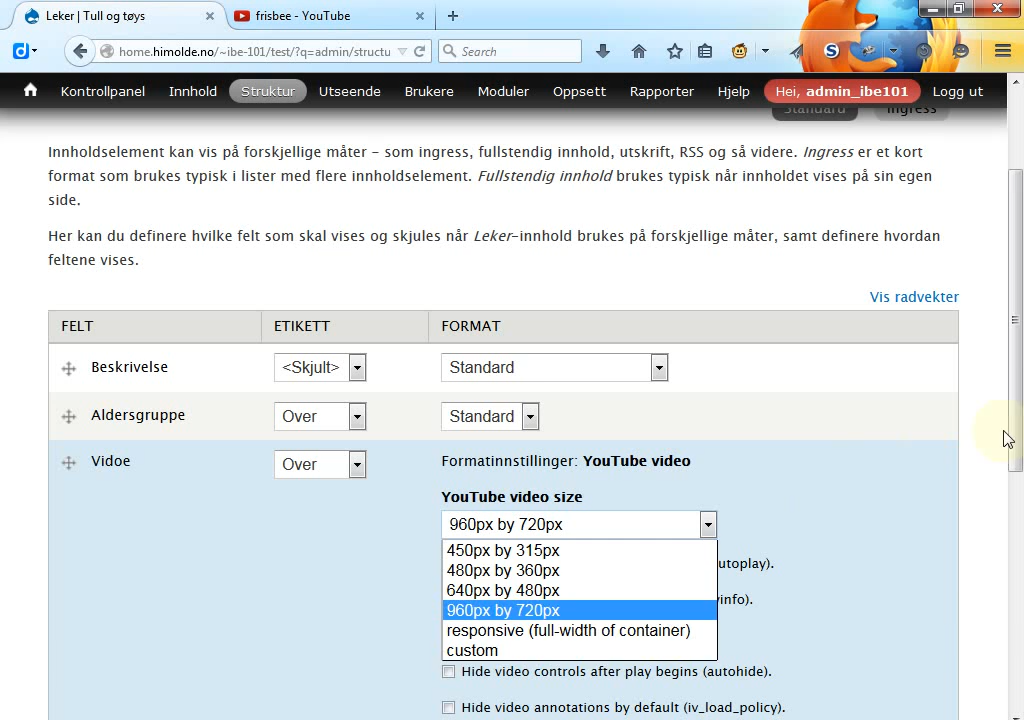 Leker | Tull og tøys
frisbee - YouTube
home.himolde.no/~ibe-101/test/?q=admin/structu
Search
Kontrollpanel Innhold Struktur Utseende Brukere Moduler Oppsett Rapporter Hjelp Hei, admin_ibe101 Logg ut
Standard Ingress
Innholdselement kan vis på forskjellige måter - som ingress, fullstendig innhold, utskrift, RSS og så videre. Ingress er et kort
format som brukes typisk i lister med flere innholdselement. Fullstendig innhold brukes typisk når innholdet vises på sin egen
side.
Her kan du definere hvilke felt som skal vises og skjules når Leker-innhold brukes på forskjellige måter, samt definere hvordan
feltene vises.
Vis radvekter
FELT ETIKETT FORMAT
Beskrivelse <Skjult> Standard
Aldersgruppe Over Standard
Vidoe Over Formatinnstillinger: YouTube video
YouTube video size
960px by 720px
450px by 315px
utoplay).
480px by 360px
640px by 480px
info).
960px by 720px
responsive (full-width of container)
custom
Hide video controls after play begins (autohide).
Hide video annotations by default (iv_load_policy).